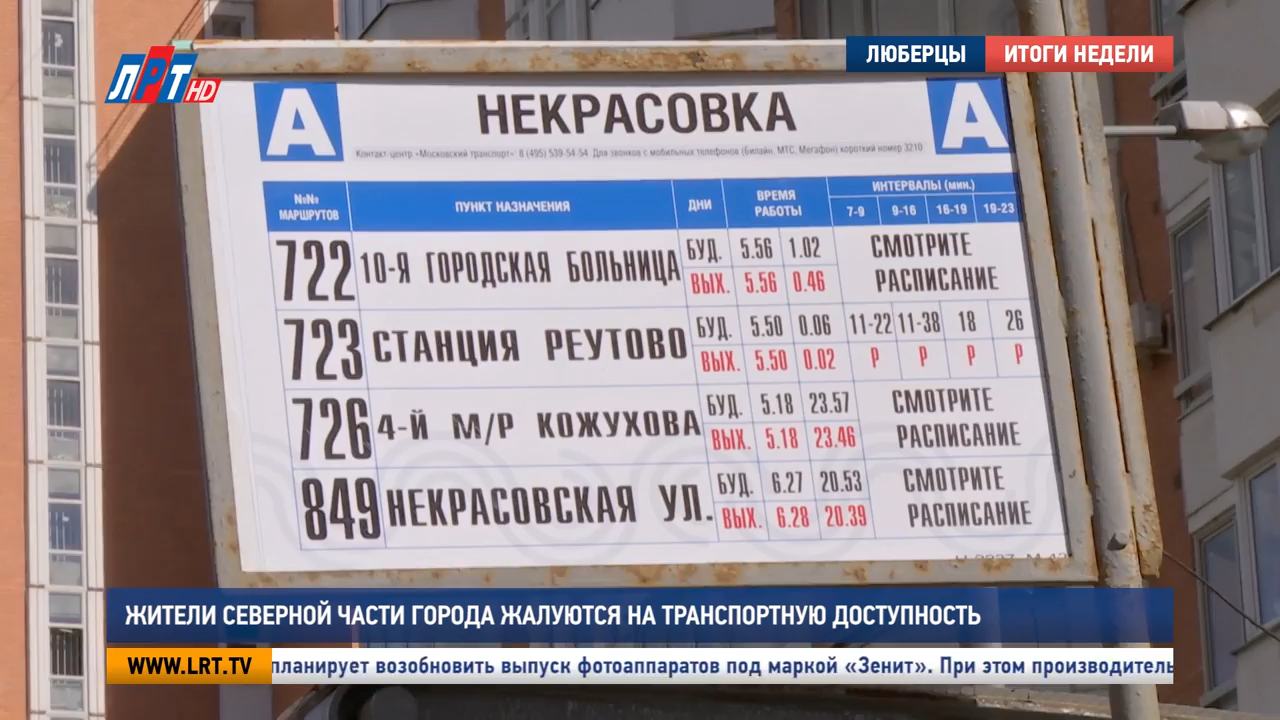 ЛРТ HD
ЛЮБЕРЦЫ ИТОГИ НЕДЕЛИ
А НЕКРАСОВКА А
Контакт-центр «Московский транспорт» 8 (495) 539-54-54 Для звонков с мобильных телефонов (Билайн, МТС, Мегафон) короткий номер 3210
№№ МАРШРУТОВ ПУНКТ НАЗНАЧЕНИЯ ДНИ ВРЕМЯ РАБОТЫ ИНТЕРВАЛЫ (мин.)
7-9 9-16 16-19 19-23
722 10-Я ГОРОДСКАЯ БОЛЬНИЦА БУД. 5.56 1.02 СМОТРИТЕ
ВЫХ. 5.56 0.46 РАСПИСАНИЕ
723 СТАНЦИЯ РЕУТОВО БУД. 5.50 0.06 11-22 11-38 18 26
ВЫХ. 5.50 0.02 Р Р Р Р
726 4-Й М/Р КОЖУХОВА БУД. 5.18 23.57 СМОТРИТЕ
ВЫХ. 5.18 23.46 РАСПИСАНИЕ
849 НЕКРАСОВСКАЯ УЛ. БУД. 6.27 20.53 СМОТРИТЕ
ВЫХ. 6.28 20.39 РАСПИСАНИЕ
ЖИТЕЛИ СЕВЕРНОЙ ЧАСТИ ГОРОДА ЖАЛУЮТСЯ НА ТРАНСПОРТНУЮ ДОСТУПНОСТЬ
WWW.LRT.TV планирует возобновить выпуск фотоаппаратов под маркой «Зенит». При этом производитель